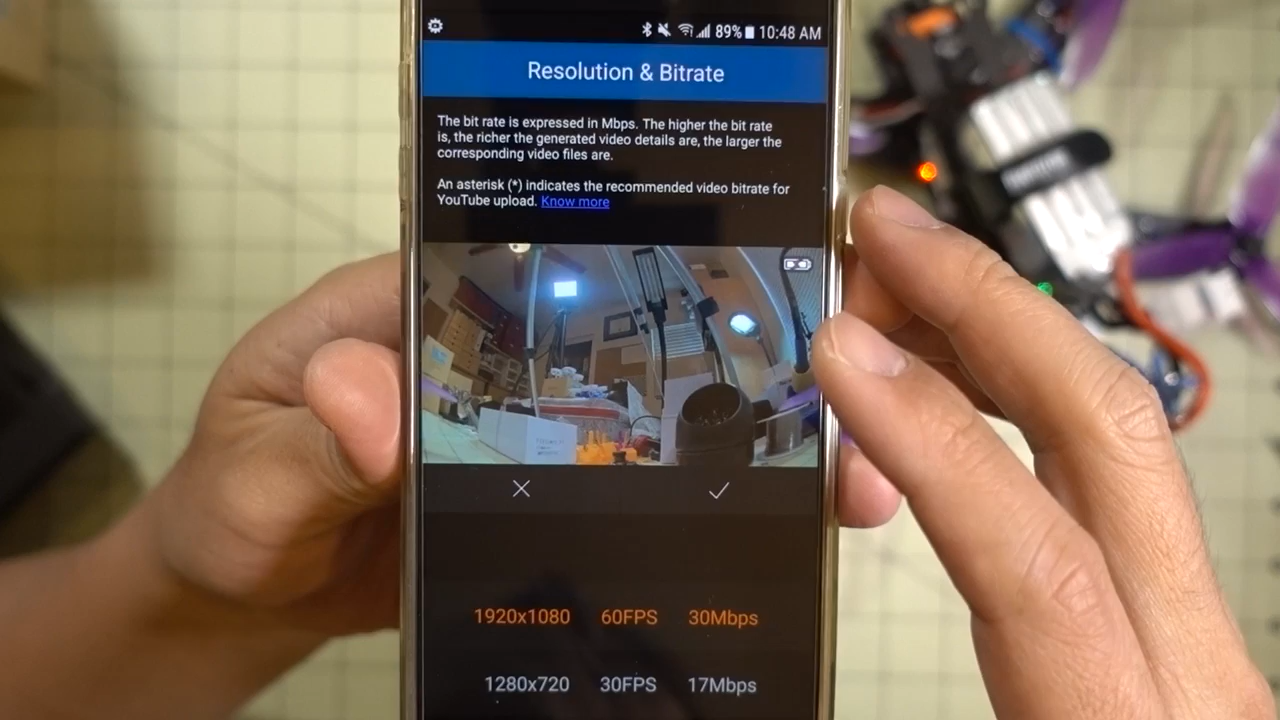 89% 10:48 AM
Resolution & Bitrate
The bit rate is expressed in Mbps. The higher the bit rate
is, the richer the generated video details are, the larger the
corresponding video files are.
An asterisk (*) indicates the recommended video bitrate for
YouTube upload. Know more
1920x1080 60FPS 30Mbps
1280x720 30FPS 17Mbps